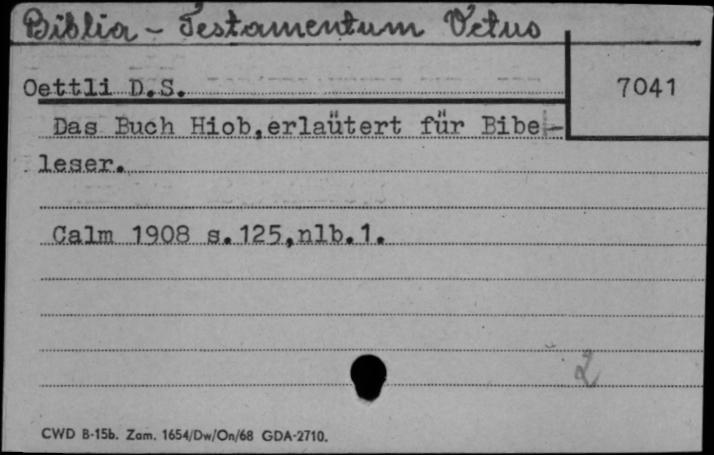 Biblia - Testamentum Vetus
Oettli D.S.
7041
Das Buch Hiob,erlaütert für Bibe-
leser.
Calm 1908 s.125,nlb.1.
2
CWD B-15b. Zam. 1654/Dw/On/68 GDA-2710.